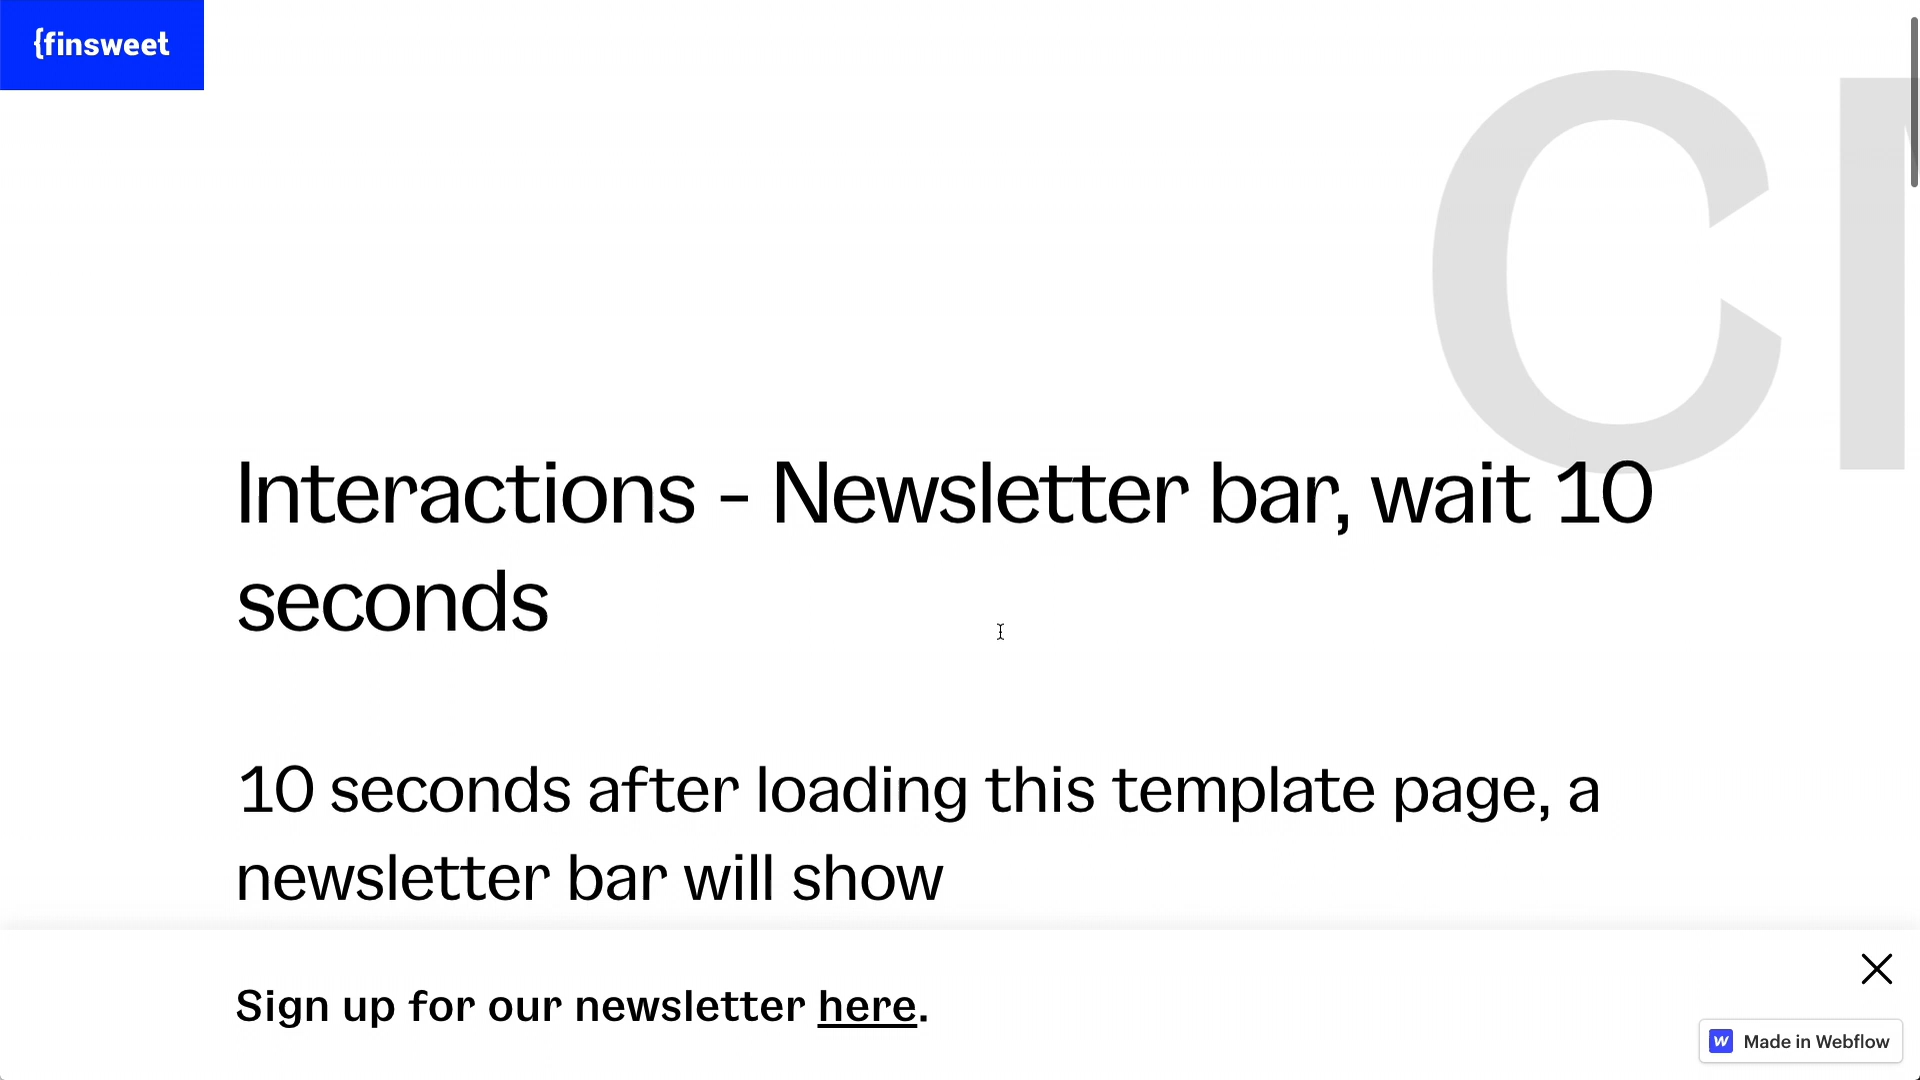 {finsweet
C
Interactions - Newsletter bar, wait 10
seconds
10 seconds after loading this template page, a
newsletter bar will show
Sign up for our newsletter here.
Made in Webflow